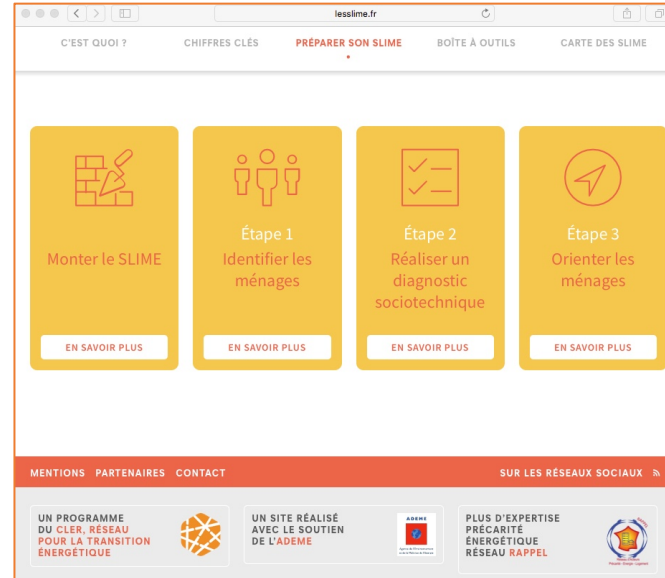 lesslime.fr
C'EST QUOI ?
CHIFFRES CLÉS
PRÉPARER SON SLIME
BOÎTE À OUTILS
CARTE DES SLIME
Monter le SLIME
EN SAVOIR PLUS
Étape 1
Identifier les
ménages
EN SAVOIR PLUS
Étape 2
Réaliser un
diagnostic
sociotechnique
EN SAVOIR PLUS
Étape 3
Orienter les
ménages
EN SAVOIR PLUS
MENTIONS PARTENAIRES CONTACT
SUR LES RÉSEAUX SOCIAUX
UN PROGRAMME
DU CLER, RÉSEAU
POUR LA TRANSITION
ÉNERGÉTIQUE
UN SITE RÉALISÉ
AVEC LE SOUTIEN
DE L'ADEME
ADEME
PLUS D'EXPERTISE
PRÉCARITÉ
ÉNERGÉTIQUE
RÉSEAU RAPPEL